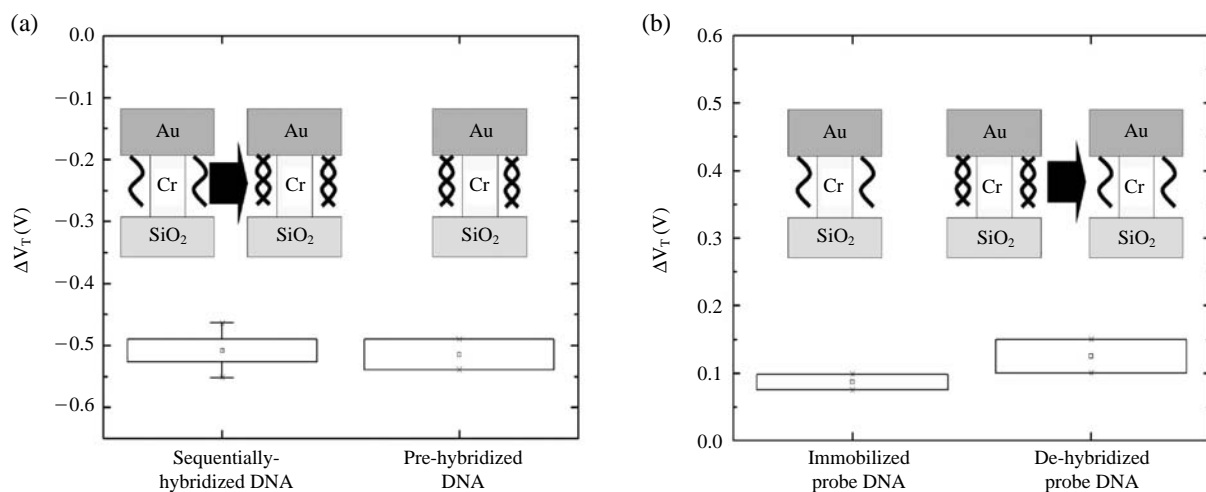 (a)
0.0
−0.1
−0.2
−0.3
−0.4
−0.5
−0.6
ΔV_T (V)
Au
Cr
SiO₂
Au
Cr
SiO₂
Au
Cr
SiO₂
Sequentially-
hybridized DNA
Pre-hybridized
DNA
(b)
0.6
0.5
0.4
0.3
0.2
0.1
0.0
ΔV_T (V)
Au
Cr
SiO₂
Au
Cr
SiO₂
Au
Cr
SiO₂
Immobilized
probe DNA
De-hybridized
probe DNA